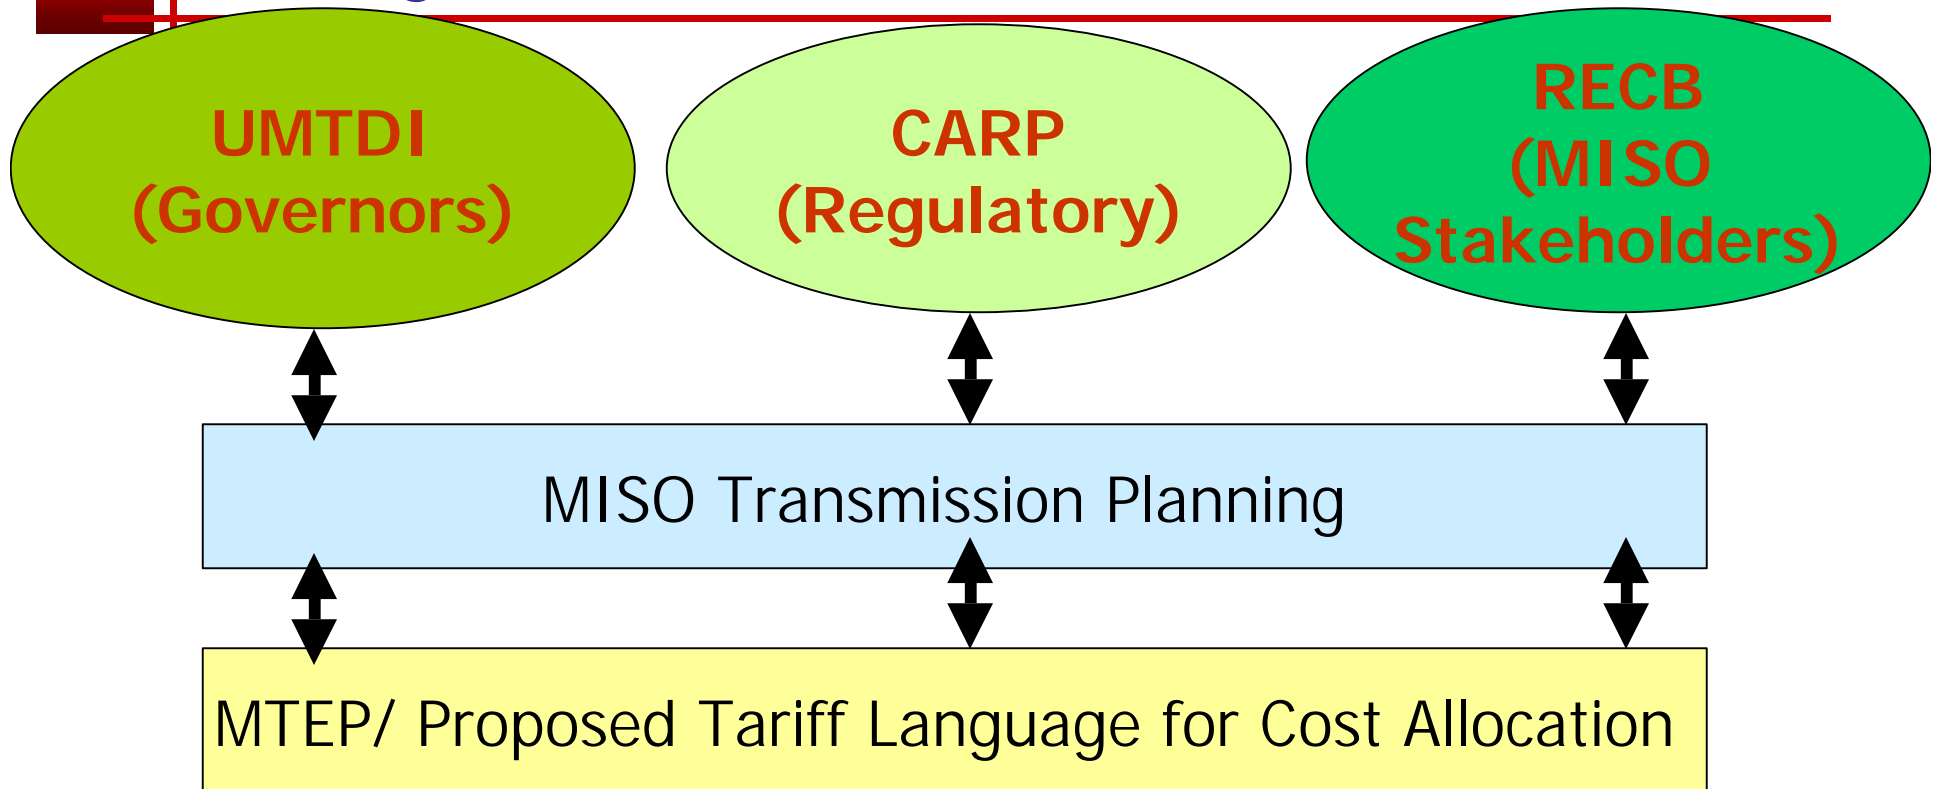 UMTDI
(Governors)
CARP
(Regulatory)
RECB
(MISO
Stakeholders)
MISO Transmission Planning
MTEP/ Proposed Tariff Language for Cost Allocation